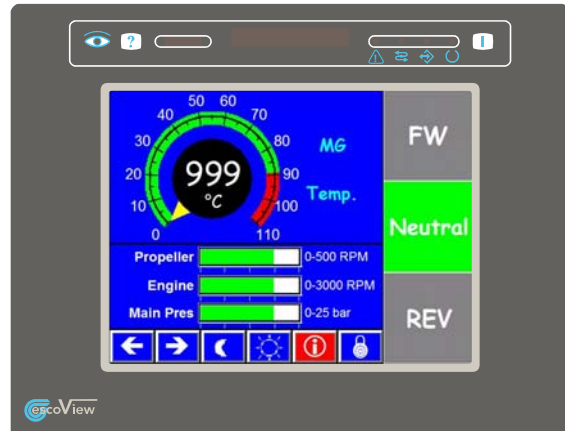 ?
50 60
40 70
30 80
20 90
10 100
0 110
999
°C
MG
Temp.
FW
Neutral
REV
Propeller 0-500 RPM
Engine 0-3000 RPM
Main Pres 0-25 bar
escoView